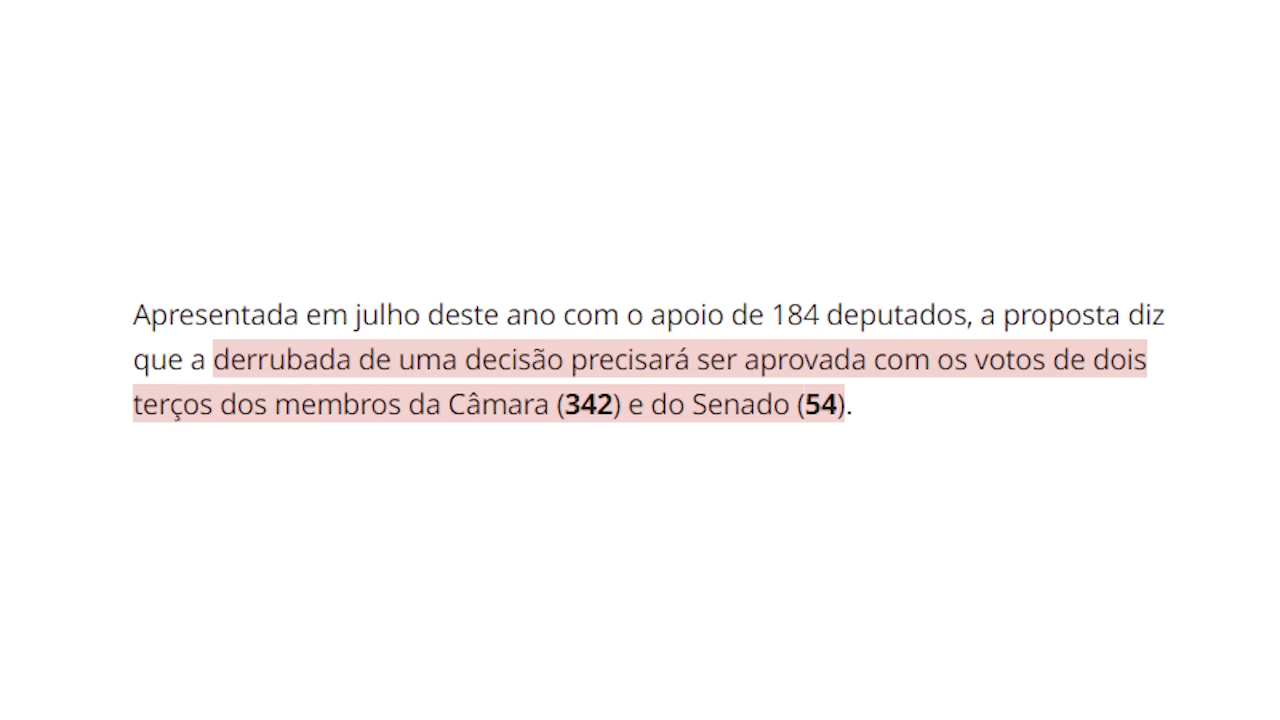 Apresentada em julho deste ano com o apoio de 184 deputados, a proposta diz
que a derrubada de uma decisão precisará ser aprovada com os votos de dois
terços dos membros da Câmara (342) e do Senado (54).